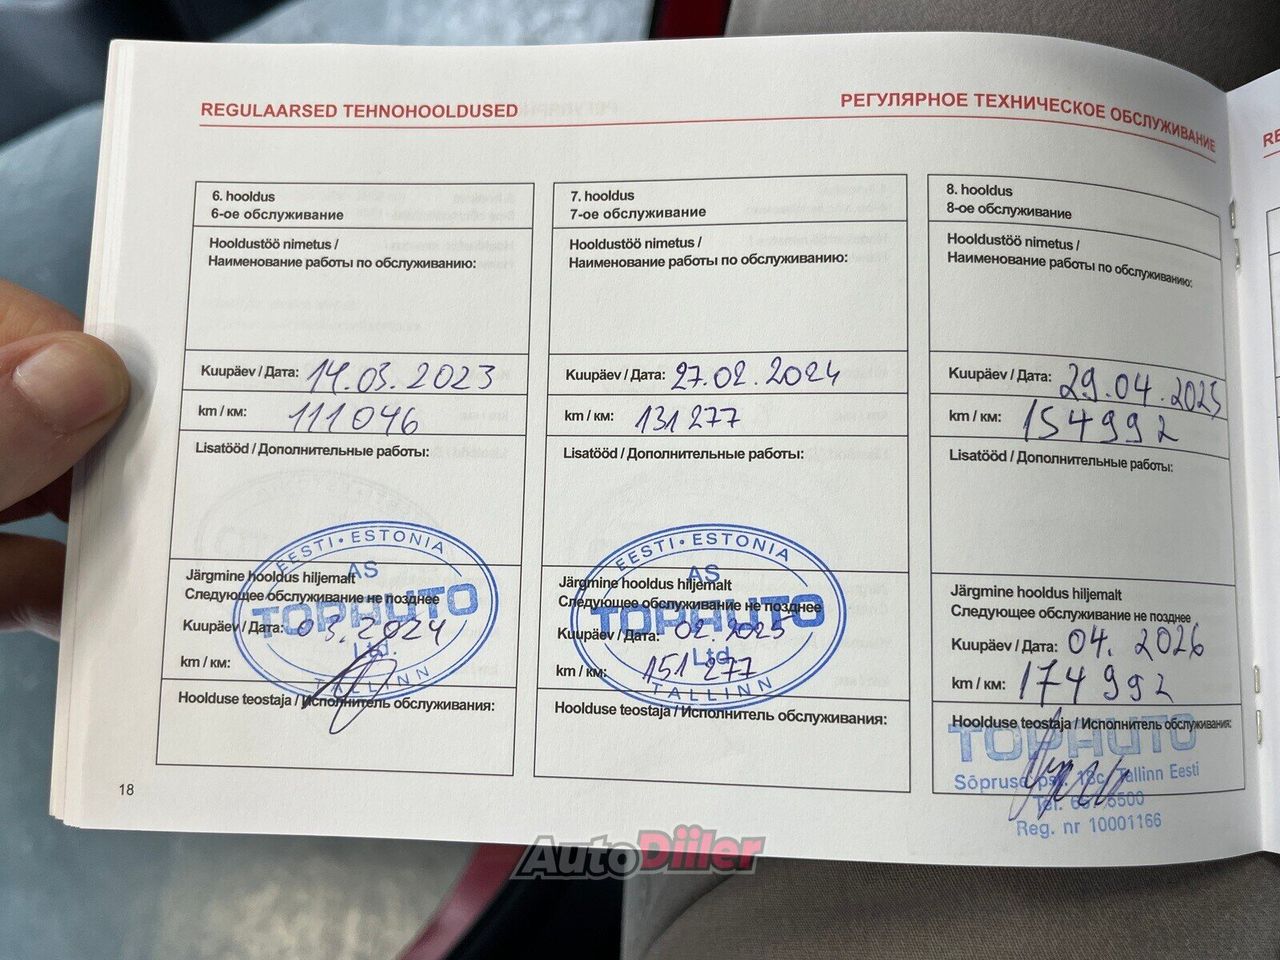 REGULAARSED TEHNOHOOLDUSED
РЕГУЛЯРНОЕ ТЕХНИЧЕСКОЕ ОБСЛУЖИВАНИЕ
RE
6. hooldus
6-ое обслуживание
Hooldustöö nimetus /
Наименование работы по обслуживанию:
Kuupäev / Дата: 14.03.2023
km / км: 111046
Lisatööd / Дополнительные работы:
EESTI • ESTONIA
AS
TOPAUTO
Ltd.
TALLINN
Järgmine hooldus hiljemalt
Следующее обслуживание не позднее
Kuupäev / Дата: 03.2024
km / км:
Hoolduse teostaja / Исполнитель обслуживания:
7. hooldus
7-ое обслуживание
Hooldustöö nimetus /
Наименование работы по обслуживанию:
Kuupäev / Дата: 27.02.2024
km / км: 131277
Lisatööd / Дополнительные работы:
EESTI • ESTONIA
AS
TOPAUTO
Ltd.
TALLINN
Järgmine hooldus hiljemalt
Следующее обслуживание не позднее
Kuupäev / Дата: 02.2025
km / км: 151277
Hoolduse teostaja / Исполнитель обслуживания:
8. hooldus
8-ое обслуживание
Hooldustöö nimetus /
Наименование работы по обслуживанию:
Kuupäev / Дата: 29.04.2025
km / км: 154992
Lisatööd / Дополнительные работы:
Järgmine hooldus hiljemalt
Следующее обслуживание не позднее
Kuupäev / Дата: 04.2026
km / км: 174992
Hoolduse teostaja / Исполнитель обслуживания:
TOPAUTO
Sõpruse pst. 18c, Tallinn Eesti
Tel.
Reg. nr 10001166
18
AutoDiiler